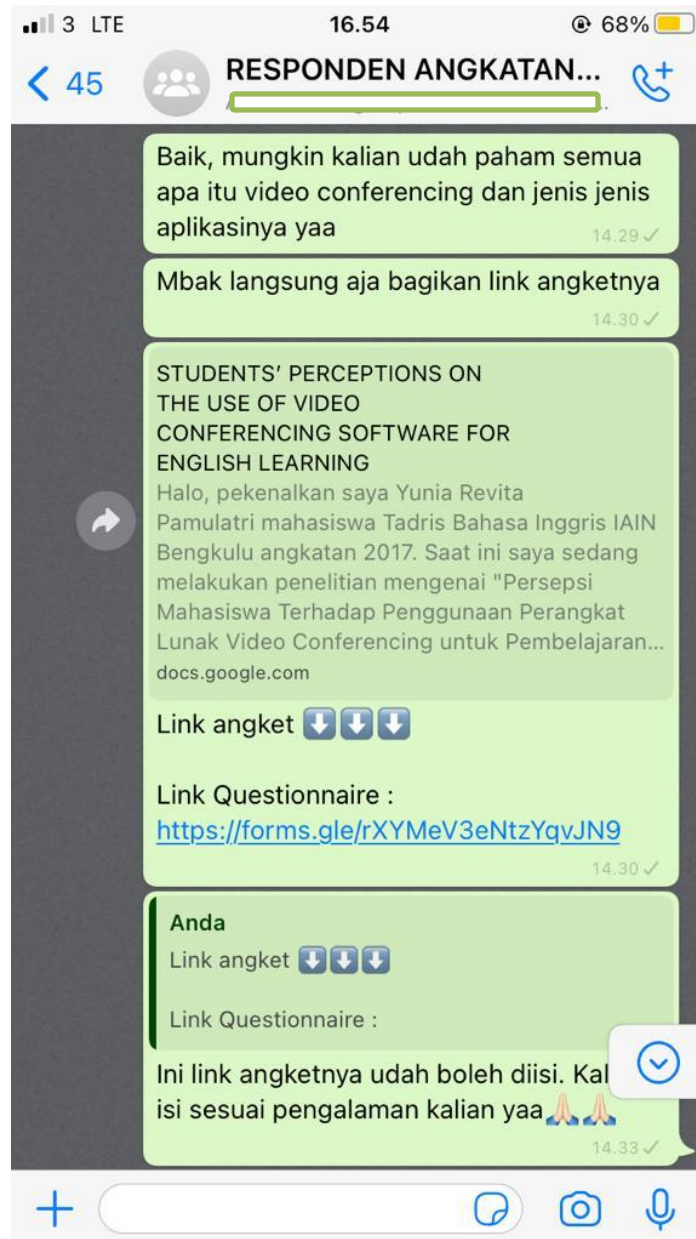 3 LTE
16.54
68%
45
RESPONDEN ANGKATAN...
Baik, mungkin kalian udah paham semua
apa itu video conferencing dan jenis jenis
aplikasinya yaa
14.29
Mbak langsung aja bagikan link angketnya
14.30
STUDENTS' PERCEPTIONS ON
THE USE OF VIDEO
CONFERENCING SOFTWARE FOR
ENGLISH LEARNING
Halo, pekenalkan saya Yunia Revita
Pamulatri mahasiswa Tadris Bahasa Inggris IAIN
Bengkulu angkatan 2017. Saat ini saya sedang
melakukan penelitian mengenai "Persepsi
Mahasiswa Terhadap Penggunaan Perangkat
Lunak Video Conferencing untuk Pembelajaran...
docs.google.com
Link angket ⬇️⬇️⬇️
Link Questionnaire :
https://forms.gle/rXYMeV3eNtzYqvJN9
14.30
Anda
Link angket ⬇️⬇️⬇️
Link Questionnaire :
Ini link angketnya udah boleh diisi.
isi sesuai pengalaman kalian yaa🙏🏻🙏🏻
14.33